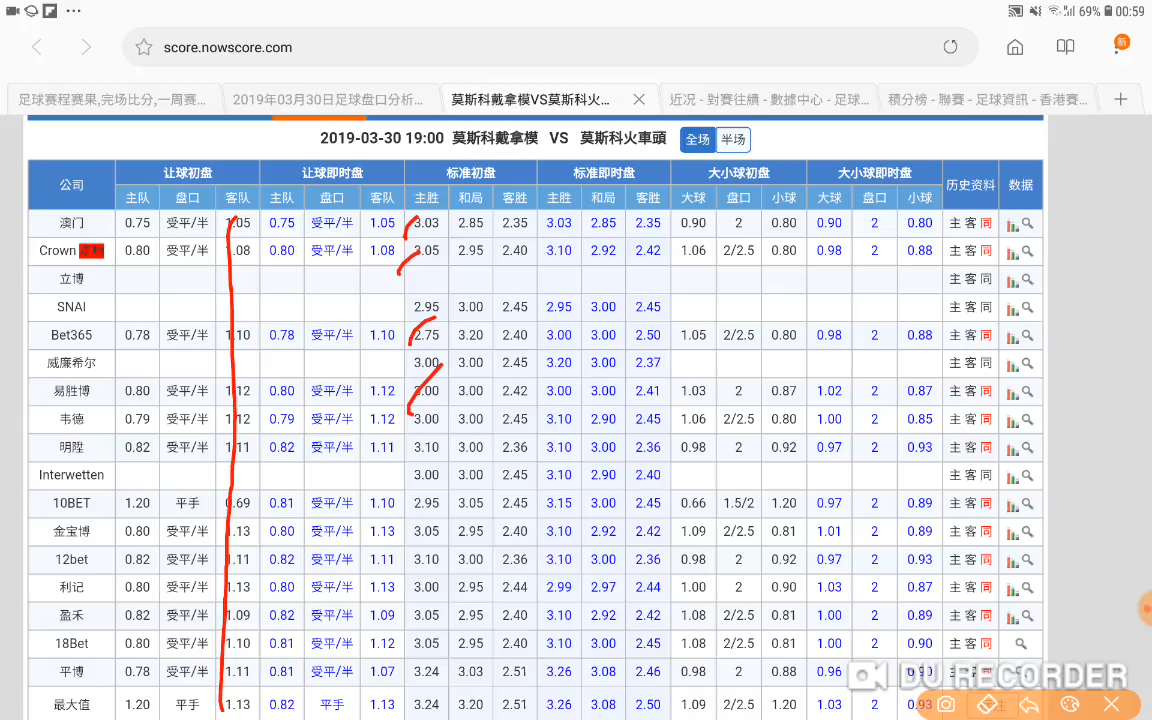 69% 00:59
score.nowscore.com
新
足球赛程赛果,完场比分,一周赛... 2019年03月30日足球盘口分析... 莫斯科戴拿模VS莫斯科火... 近况 - 對賽往績 - 數據中心 - 足球... 積分榜 - 聯賽 - 足球資訊 - 香港賽...
2019-03-30 19:00 莫斯科戴拿模 VS 莫斯科火車頭 全场 半场
公司 让球初盘 让球即时盘 标准初盘 标准即时盘 大小球初盘 大小球即时盘 历史资料 数据
主队 盘口 客队 主队 盘口 客队 主胜 和局 客胜 主胜 和局 客胜 大球 盘口 小球 大球 盘口 小球
澳门 0.75 受平/半 1.05 0.75 受平/半 1.05 3.03 2.85 2.35 3.03 2.85 2.35 0.90 2 0.80 0.90 2 0.80 主 客 同
Crown 0.80 受平/半 1.08 0.80 受平/半 1.08 3.05 2.95 2.40 3.10 2.92 2.42 1.06 2/2.5 0.80 0.98 2 0.88 主 客 同
立博 主 客 同
SNAI 2.95 3.00 2.45 2.95 3.00 2.45 主 客 同
Bet365 0.78 受平/半 1.10 0.78 受平/半 1.10 2.75 3.20 2.40 3.00 3.00 2.50 1.05 2/2.5 0.80 0.98 2 0.88 主 客 同
威廉希尔 3.00 3.00 2.45 3.20 3.00 2.37 主 客 同
易胜博 0.80 受平/半 1.12 0.80 受平/半 1.12 3.00 3.00 2.42 3.00 3.00 2.41 1.03 2 0.87 1.02 2 0.87 主 客 同
韦德 0.79 受平/半 1.12 0.79 受平/半 1.12 3.00 3.00 2.45 3.10 2.90 2.45 1.06 2/2.5 0.80 1.00 2 0.85 主 客 同
明陞 0.82 受平/半 1.11 0.82 受平/半 1.11 3.10 3.00 2.36 3.10 3.00 2.36 0.98 2 0.92 0.97 2 0.93 主 客 同
Interwetten 3.00 3.00 2.45 3.10 2.90 2.40 主 客 同
10BET 1.20 平手 0.69 0.81 受平/半 1.10 2.95 3.05 2.45 3.15 3.00 2.45 0.66 1.5/2 1.20 0.97 2 0.89 主 客 同
金宝博 0.82 受平/半 1.13 0.80 受平/半 1.13 3.05 2.95 2.40 3.10 2.92 2.42 1.09 2/2.5 0.81 1.01 2 0.89 主 客 同
12bet 0.82 受平/半 1.11 0.82 受平/半 1.11 3.10 3.00 2.36 3.10 3.00 2.36 0.98 2 0.92 0.97 2 0.93 主 客 同
利记 0.80 受平/半 1.13 0.80 受平/半 1.13 3.00 2.95 2.44 2.99 2.97 2.44 1.00 2 0.90 1.03 2 0.87 主 客 同
盈禾 0.82 受平/半 1.09 0.82 受平/半 1.09 3.05 2.95 2.40 3.10 2.92 2.42 1.08 2/2.5 0.81 1.00 2 0.89 主 客 同
18Bet 0.80 受平/半 1.10 0.81 受平/半 1.12 3.05 2.95 2.40 3.10 3.00 2.45 1.08 2/2.5 0.81 1.00 2 0.90 主 客 同
平博 0.78 受平/半 1.11 0.81 受平/半 1.07 3.24 3.03 2.51 3.26 3.08 2.46 0.98 2 0.88 0.96 2 0.90
DU RECORDER
最大值 1.20 平手 1.13 0.82 平手 1.13 3.24 3.20 2.51 3.26 3.08 2.50 1.09 2/2.5 1.20 1.03 2 0.93